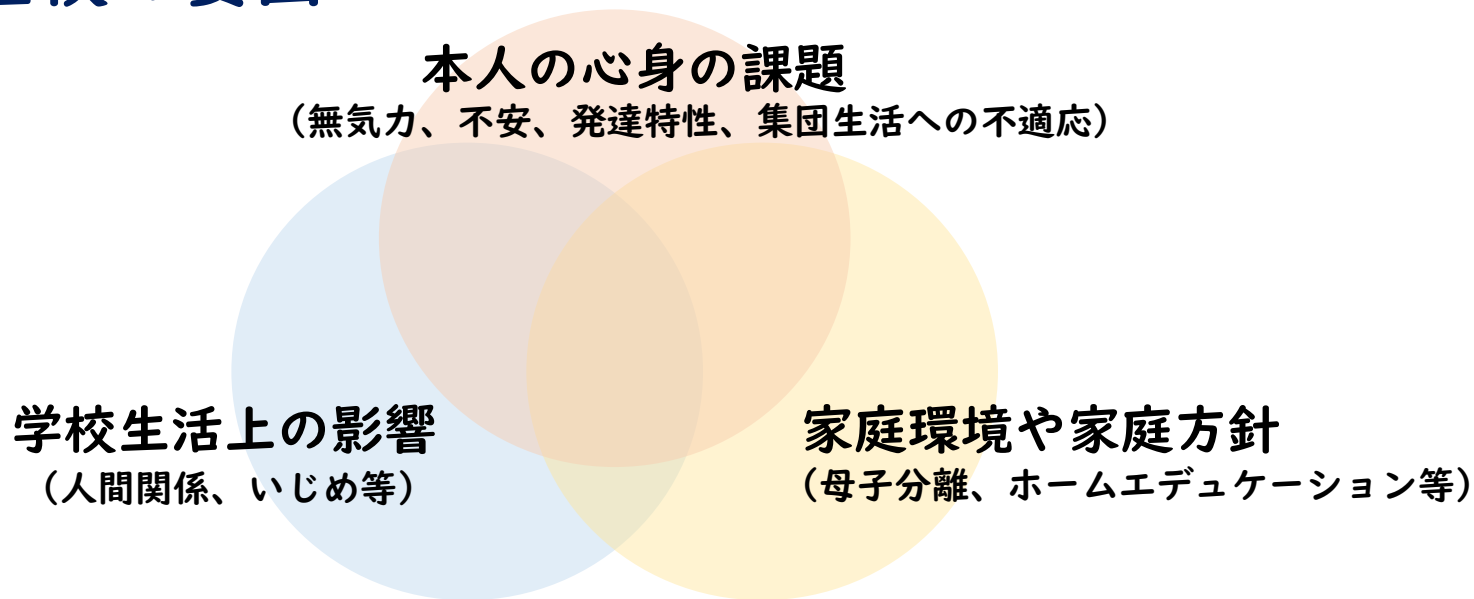 本人の心身の課題
（無気力、不安、発達特性、集団生活への不適応）
学校生活上の影響
（人間関係、いじめ等）
家庭環境や家庭方針
（母子分離、ホームエデュケーション等）